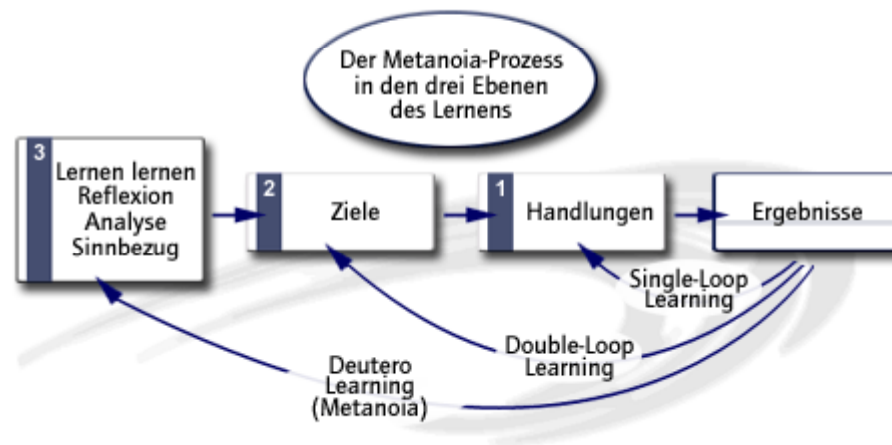 Der Metanoia-Prozess
in den drei Ebenen
des Lernens
3
Lernen lernen
Reflexion
Analyse
Sinnbezug
2
Ziele
1
Handlungen
Ergebnisse
Single-Loop
Learning
Double-Loop
Learning
Deutero
Learning
(Metanoia)